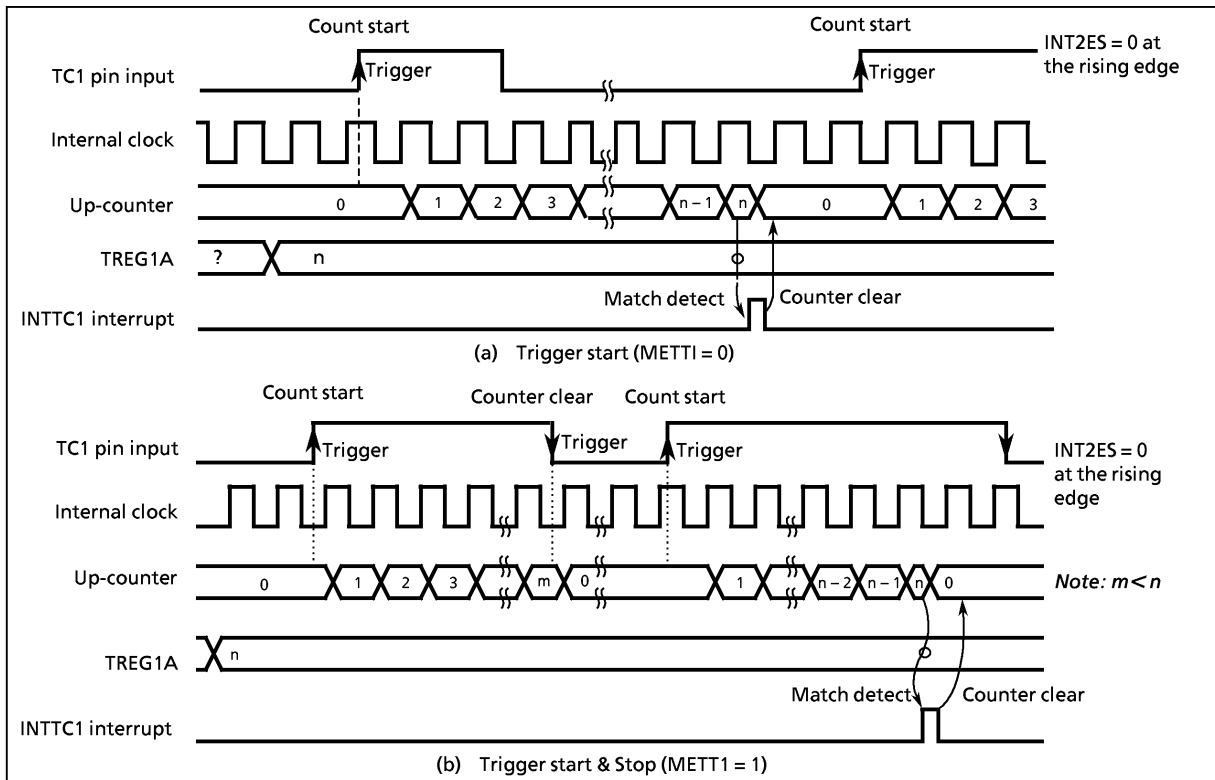 Count start
Count start
TC1 pin input
Trigger
Trigger
INT2ES = 0 at
the rising edge
Internal clock
Up-counter
0 1 2 3 n – 1 n 0 1 2 3
TREG1A
? n
Match detect
Counter clear
INTTC1 interrupt
(a) Trigger start (METTI = 0)
Count start
Counter clear
Count start
TC1 pin input
Trigger
Trigger
Trigger
INT2ES = 0
at the rising
edge
Internal clock
Up-counter
0 1 2 3 m 0 1 n – 2 n – 1 n 0
Note: m < n
TREG1A
n
Match detect
Counter clear
INTTC1 interrupt
(b) Trigger start & Stop (METT1 = 1)